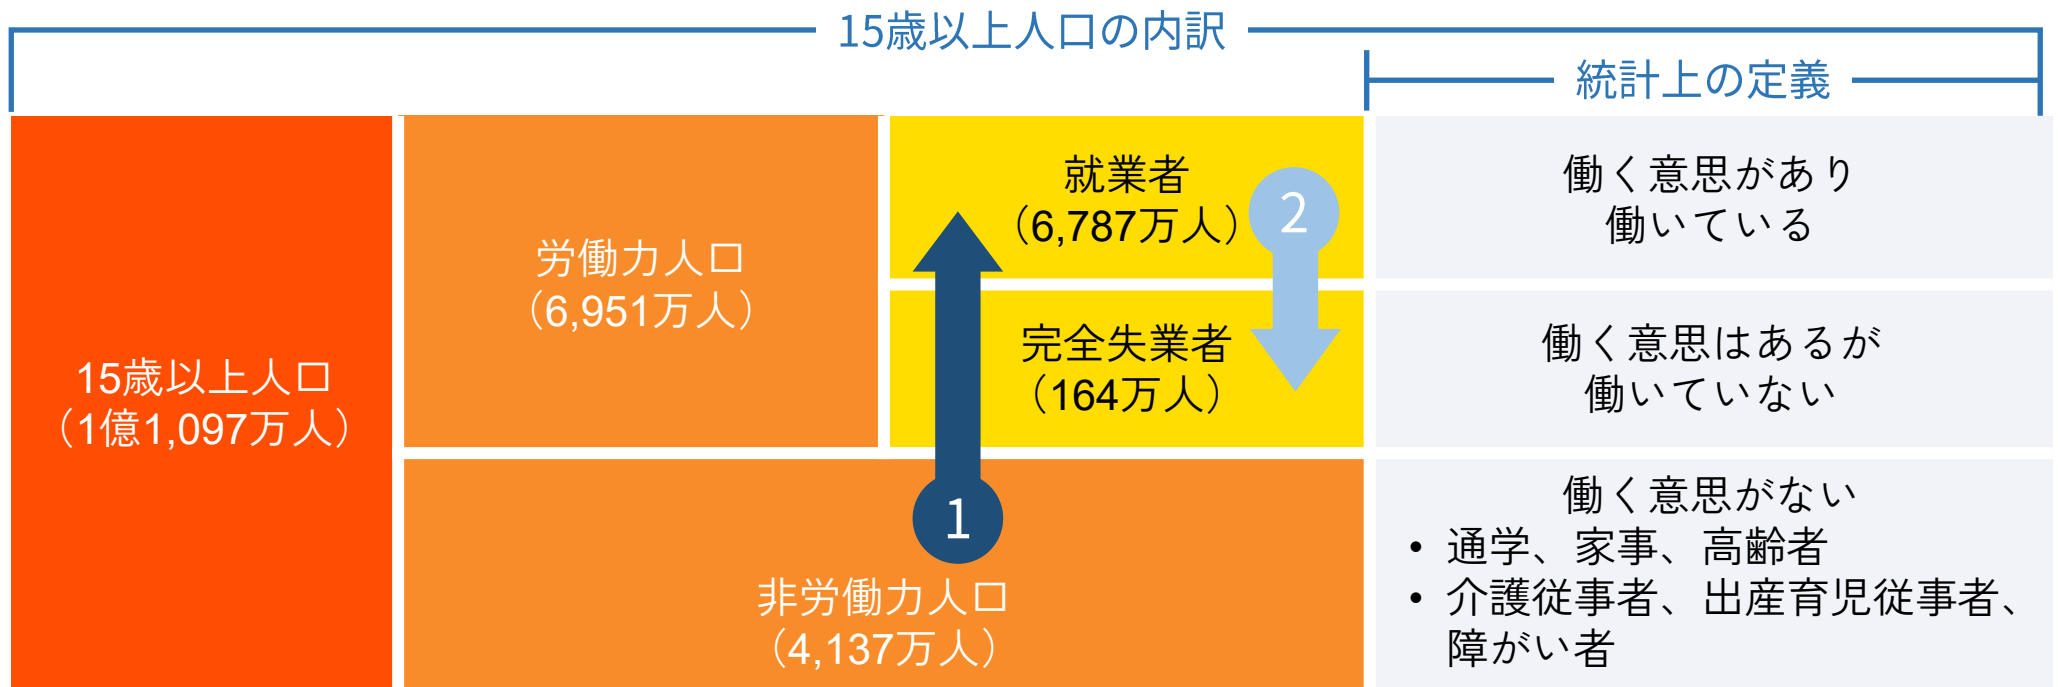 15歳以上人口の内訳
統計上の定義
15歳以上人口
（1億1,097万人）
労働力人口
（6,951万人）
就業者
（6,787万人）
2
働く意思があり
働いている
完全失業者
（164万人）
働く意思はあるが
働いていない
1
非労働力人口
（4,137万人）
働く意思がない
• 通学、家事、高齢者
• 介護従事者、出産育児従事者、
障がい者